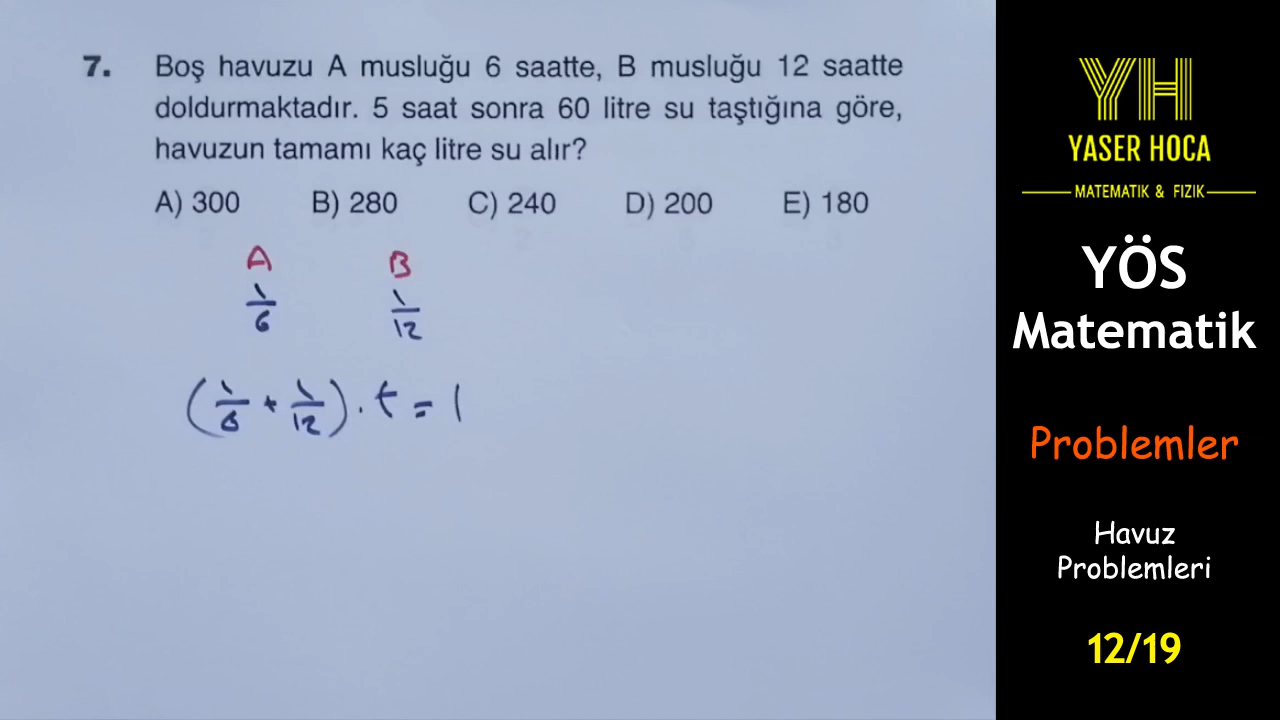 7. Boş havuzu A musluğu 6 saatte, B musluğu 12 saatte
doldurmaktadır. 5 saat sonra 60 litre su taştığına göre,
havuzun tamamı kaç litre su alır?
A) 300 B) 280 C) 240 D) 200 E) 180
A B
1/6 1/12
(1/6 + 1/12) . t = 1
YH
YASER HOCA
MATEMATIK & FIZIK
YÖS
Matematik
Problemler
Havuz
Problemleri
12/19